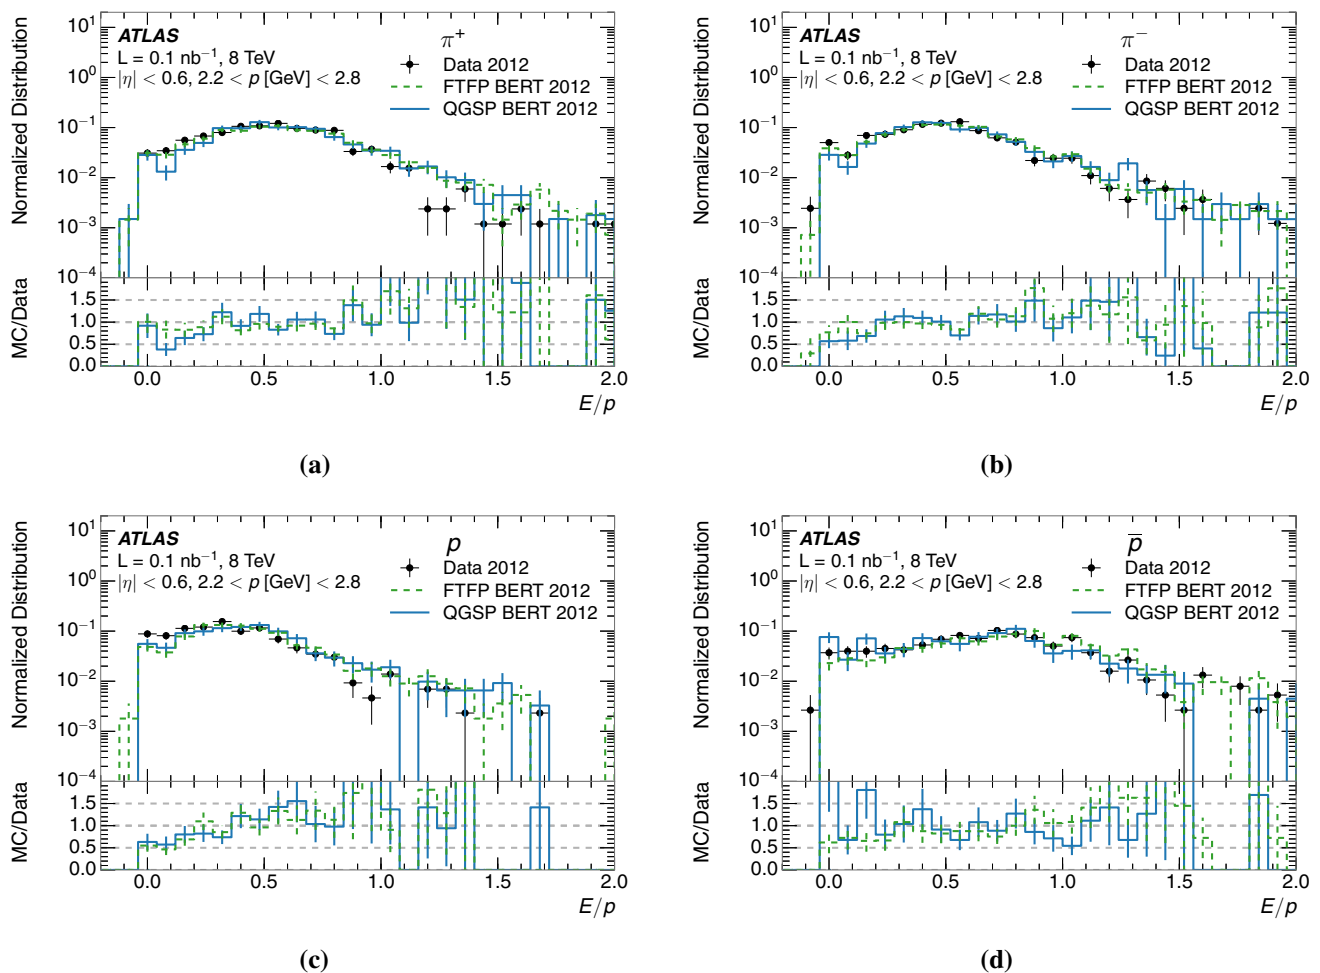 ATLAS
L = 0.1 nb⁻¹, 8 TeV
|η| < 0.6, 2.2 < p [GeV] < 2.8
π⁺
Data 2012
FTFP BERT 2012
QGSP BERT 2012
Normalized Distribution
10¹
10⁰
10⁻¹
10⁻²
10⁻³
10⁻⁴
MC/Data
1.5
1.0
0.5
0.0
0.0 0.5 1.0 1.5 2.0
E/p
(a)
ATLAS
L = 0.1 nb⁻¹, 8 TeV
|η| < 0.6, 2.2 < p [GeV] < 2.8
π⁻
Data 2012
FTFP BERT 2012
QGSP BERT 2012
Normalized Distribution
10¹
10⁰
10⁻¹
10⁻²
10⁻³
10⁻⁴
MC/Data
1.5
1.0
0.5
0.0
0.0 0.5 1.0 1.5 2.0
E/p
(b)
ATLAS
L = 0.1 nb⁻¹, 8 TeV
|η| < 0.6, 2.2 < p [GeV] < 2.8
p
Data 2012
FTFP BERT 2012
QGSP BERT 2012
Normalized Distribution
10¹
10⁰
10⁻¹
10⁻²
10⁻³
10⁻⁴
MC/Data
1.5
1.0
0.5
0.0
0.0 0.5 1.0 1.5 2.0
E/p
(c)
ATLAS
L = 0.1 nb⁻¹, 8 TeV
|η| < 0.6, 2.2 < p [GeV] < 2.8
p̅
Data 2012
FTFP BERT 2012
QGSP BERT 2012
Normalized Distribution
10¹
10⁰
10⁻¹
10⁻²
10⁻³
10⁻⁴
MC/Data
1.5
1.0
0.5
0.0
0.0 0.5 1.0 1.5 2.0
E/p
(d)